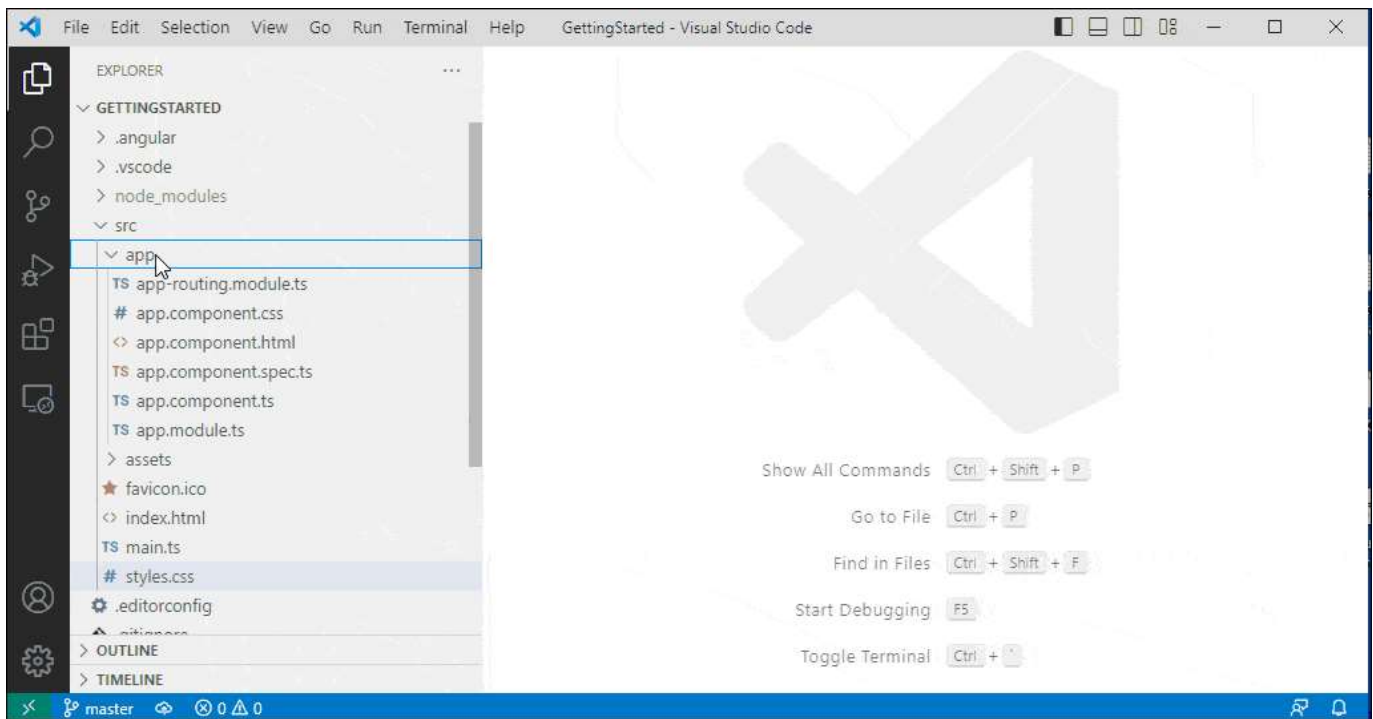 File Edit Selection View Go Run Terminal Help GettingStarted - Visual Studio Code
EXPLORER
GETTINGSTARTED
.angular
.vscode
node_modules
src
app
TS app-routing.module.ts
# app.component.css
<> app.component.html
TS app.component.spec.ts
TS app.component.ts
TS app.module.ts
assets
favicon.ico
<> index.html
TS main.ts
# styles.css
.editorconfig
.gitignore
OUTLINE
TIMELINE
Show All Commands Ctrl + Shift + P
Go to File Ctrl + P
Find in Files Ctrl + Shift + F
Start Debugging F5
Toggle Terminal Ctrl + `
master 0 0